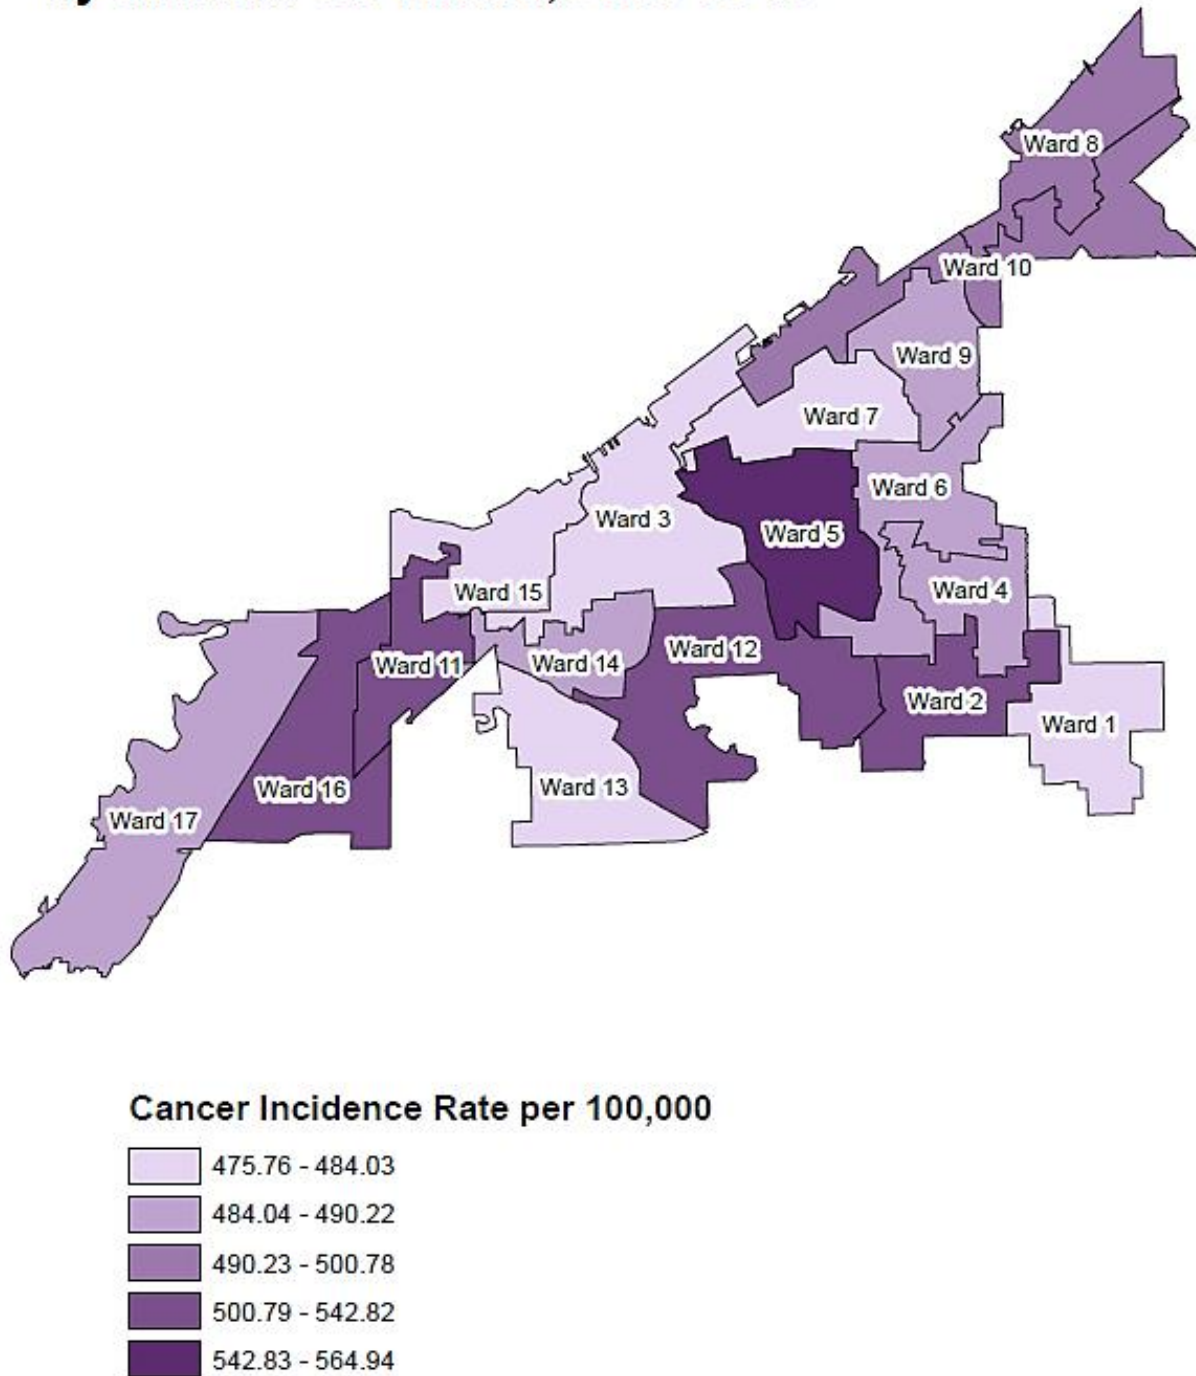 Ward 8
Ward 10
Ward 9
Ward 7
Ward 6
Ward 3
Ward 5
Ward 4
Ward 15
Ward 12
Ward 14
Ward 11
Ward 2
Ward 1
Ward 13
Ward 16
Ward 17
Cancer Incidence Rate per 100,000
475.76 - 484.03
484.04 - 490.22
490.23 - 500.78
500.79 - 542.82
542.83 - 564.94